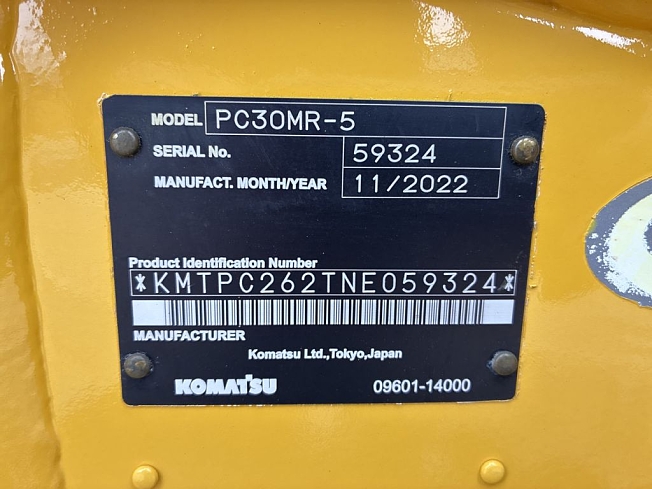 MODEL PC30MR-5
SERIAL No. 59324
MANUFACT. MONTH/YEAR 11/2022
Product Identification Number
*KMTPC262TNE059324*
MANUFACTURER
Komatsu Ltd.,Tokyo,Japan
KOMATSU 09601-14000